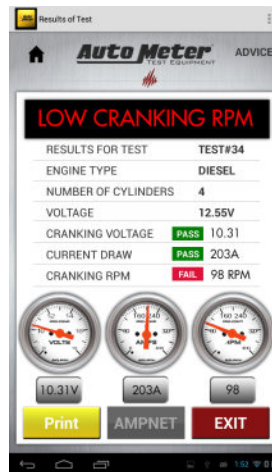 Results of Test
Auto Meter
TEST EQUIPMENT
ADVICE
LOW CRANKING RPM
RESULTS FOR TEST TEST#34
ENGINE TYPE DIESEL
NUMBER OF CYLINDERS 4
VOLTAGE 12.55V
CRANKING VOLTAGE PASS 10.31
CURRENT DRAW PASS 203A
CRANKING RPM FAIL 98 RPM
VOLTS AMPS RPM
10.31V 203A 98
Print AMPNET EXIT
1:52